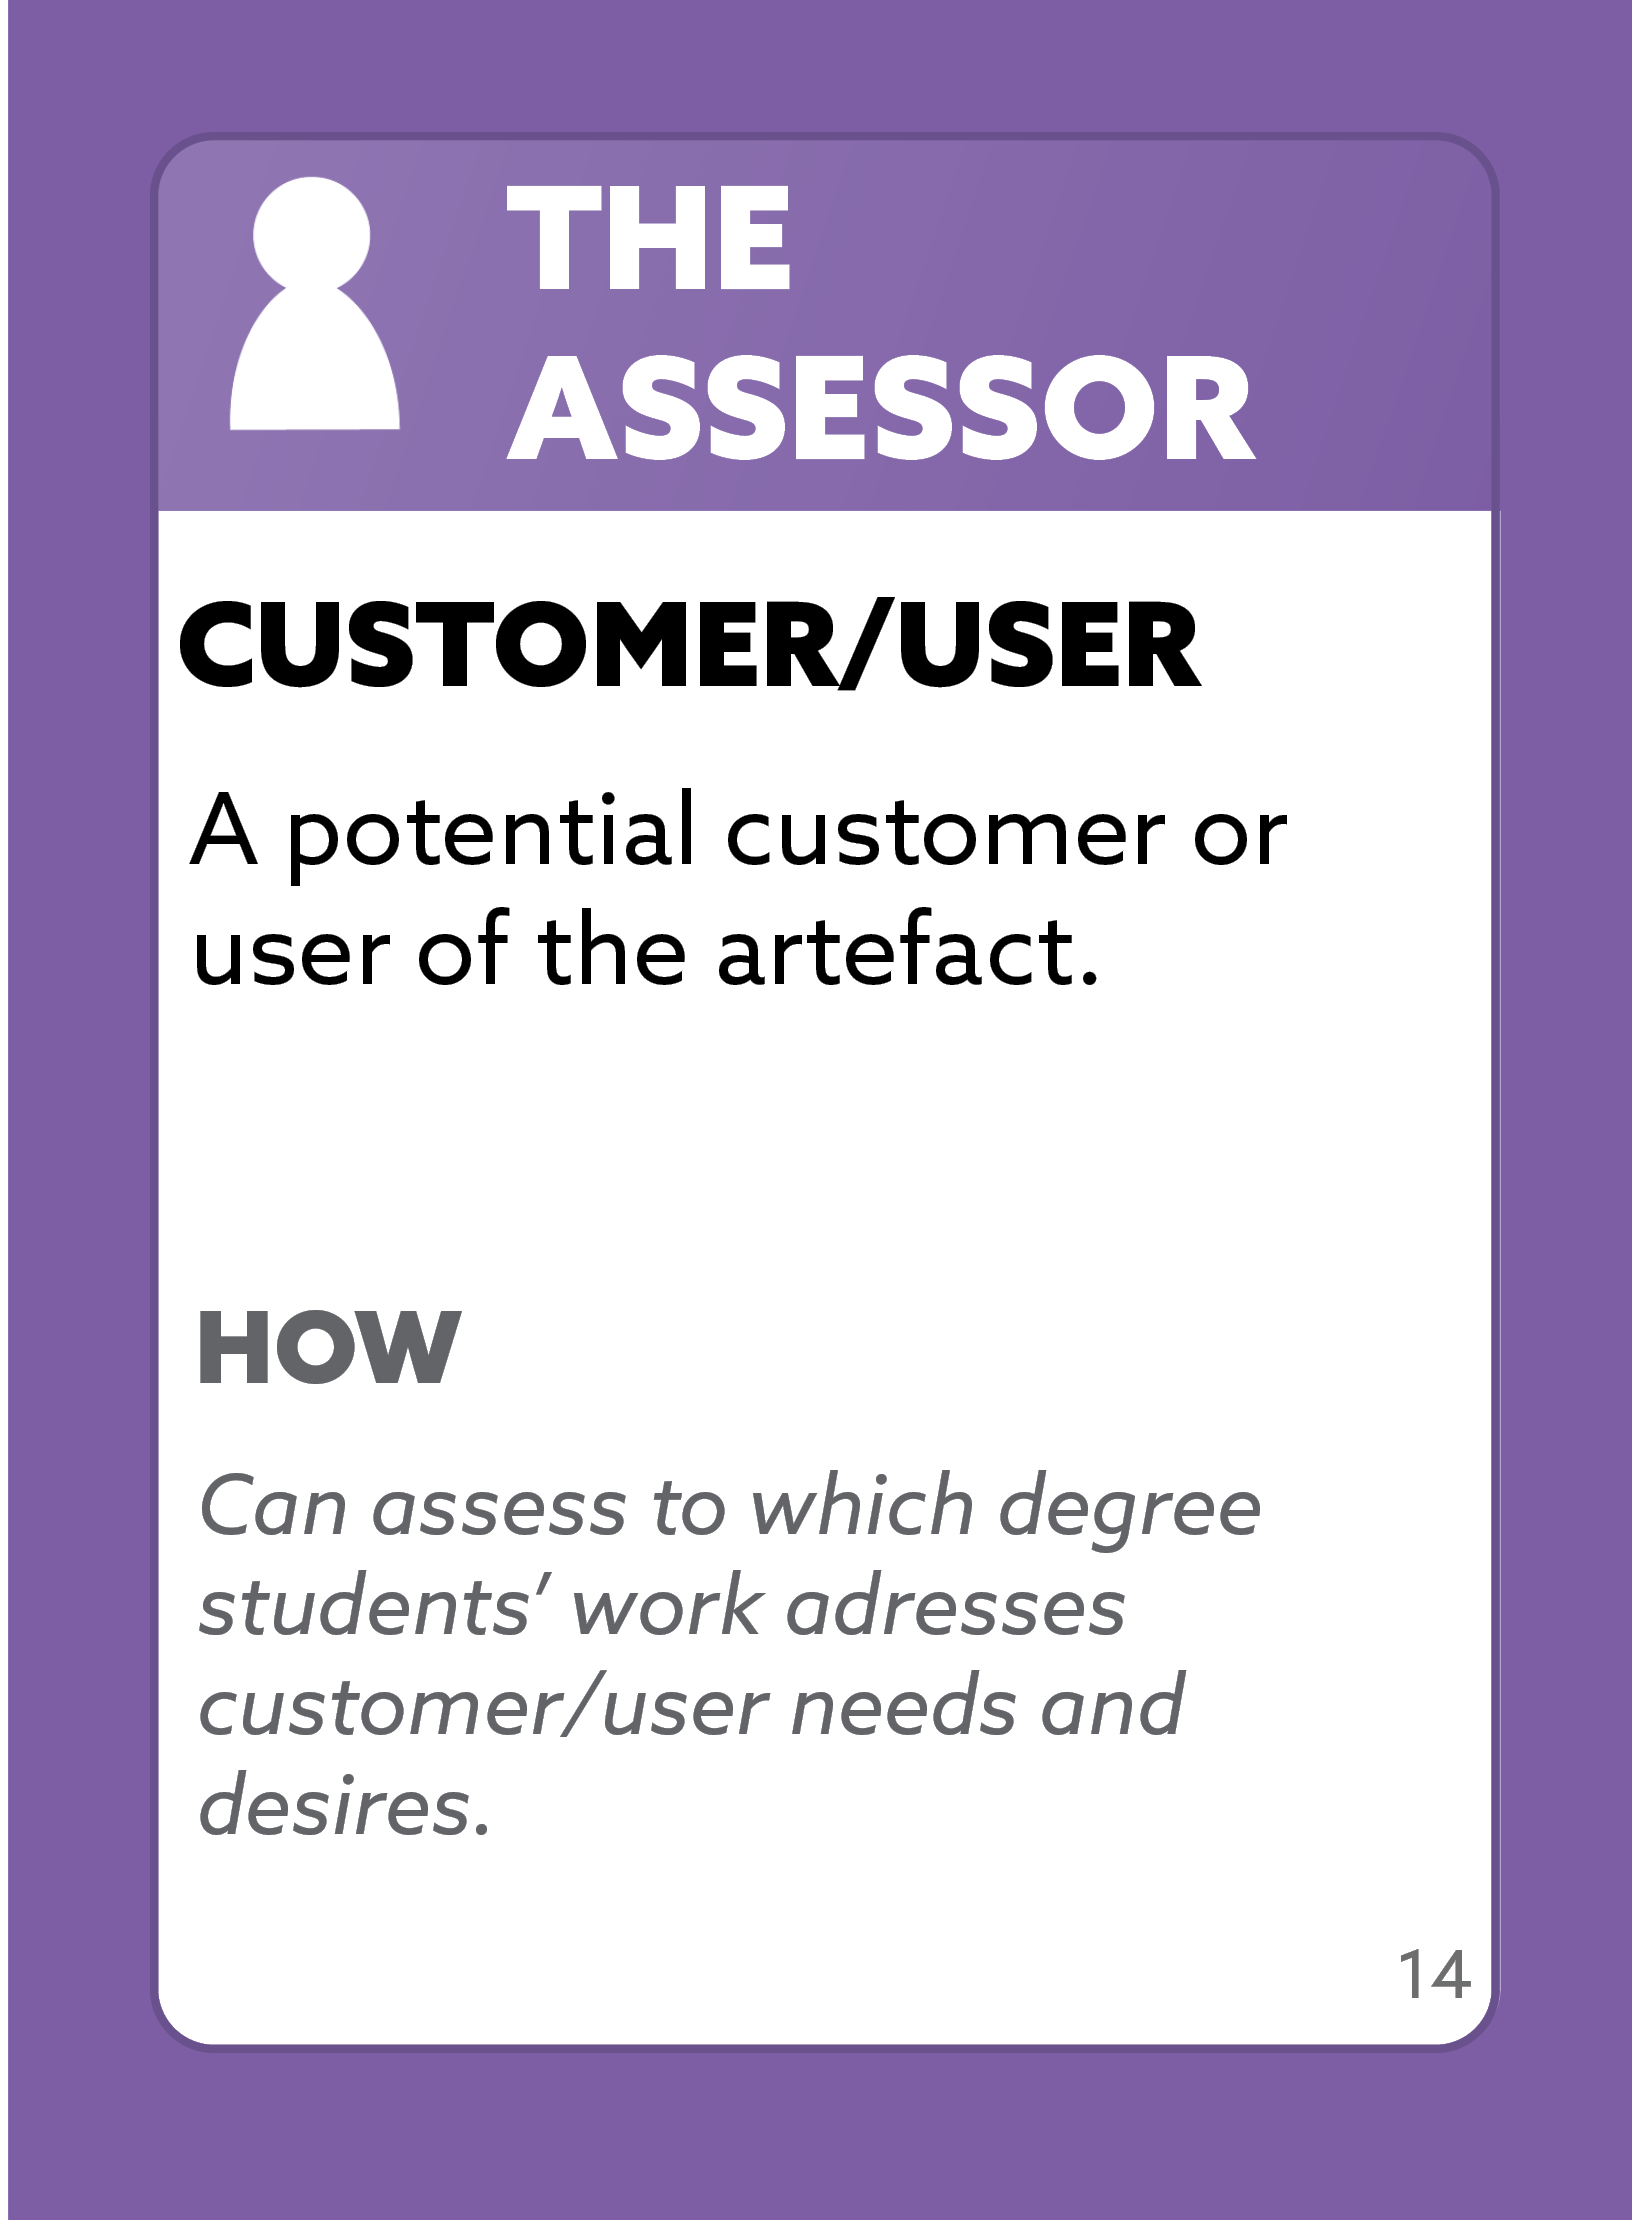 THE
ASSESSOR
CUSTOMER/USER
A potential customer or
user of the artefact.
HOW
Can assess to which degree
students’ work adresses
customer/user needs and
desires.
14